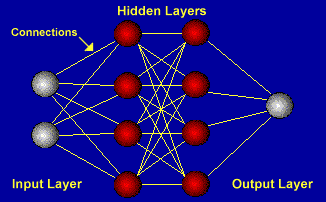 Hidden Layers
Connections
Input Layer
Output Layer